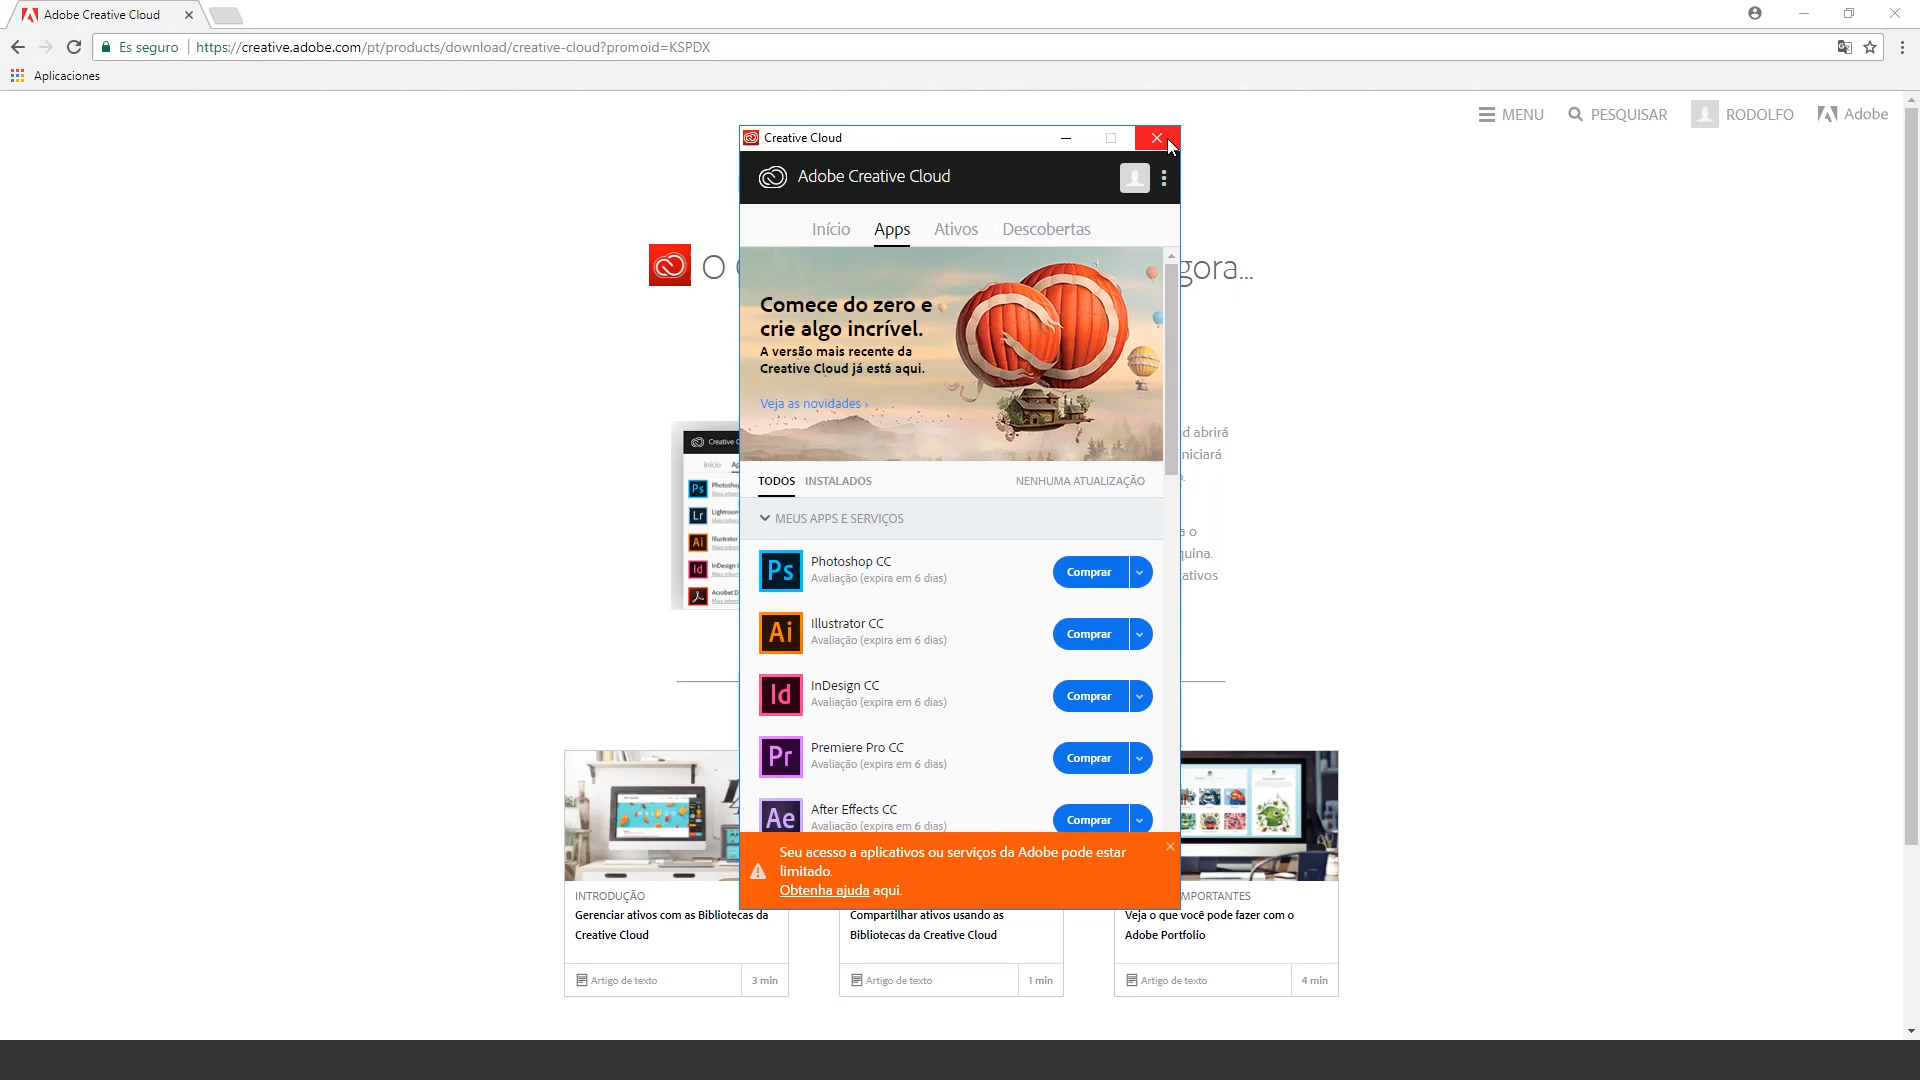 Adobe Creative Cloud
Es seguro
https://creative.adobe.com/pt/products/download/creative-cloud?promoid=KSPDX
Aplicaciones
MENU
PESQUISAR
RODOLFO
Adobe
Creative Cloud
Adobe Creative Cloud
Início
Apps
Ativos
Descobertas
O
gora...
Comece do zero e
crie algo incrível.
A versão mais recente da
Creative Cloud já está aqui.
Veja as novidades ›
d abrirá
niciará
a o
quina.
ativos
TODOS
INSTALADOS
NENHUMA ATUALIZAÇÃO
MEUS APPS E SERVIÇOS
Ps
Photoshop CC
Avaliação (expira em 6 dias)
Comprar
Ai
Illustrator CC
Avaliação (expira em 6 dias)
Comprar
Id
InDesign CC
Avaliação (expira em 6 dias)
Comprar
Pr
Premiere Pro CC
Avaliação (expira em 6 dias)
Comprar
Ae
After Effects CC
Avaliação (expira em 6 dias)
Comprar
Seu acesso a aplicativos ou serviços da Adobe pode estar
limitado.
Obtenha ajuda aqui.
Início
Ps
Lr
Ai
Illustrator
Id
InDesign
INTRODUÇÃO
Gerenciar ativos com as Bibliotecas da
Creative Cloud
Artigo de texto
3 min
Compartilhar ativos usando as
Bibliotecas da Creative Cloud
Artigo de texto
1 min
MPORTANTES
Veja o que você pode fazer com o
Adobe Portfolio
Artigo de texto
4 min